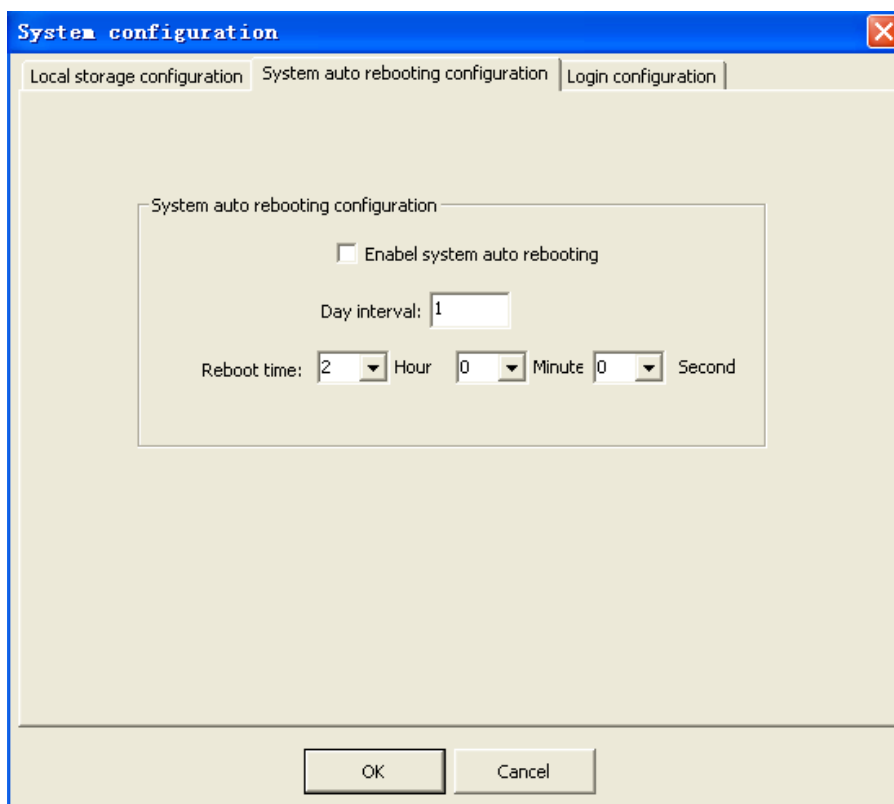 System configuration
Local storage configuration System auto rebooting configuration Login configuration
System auto rebooting configuration
Enabel system auto rebooting
Day interval: 1
Reboot time: 2 Hour 0 Minute 0 Second
OK Cancel